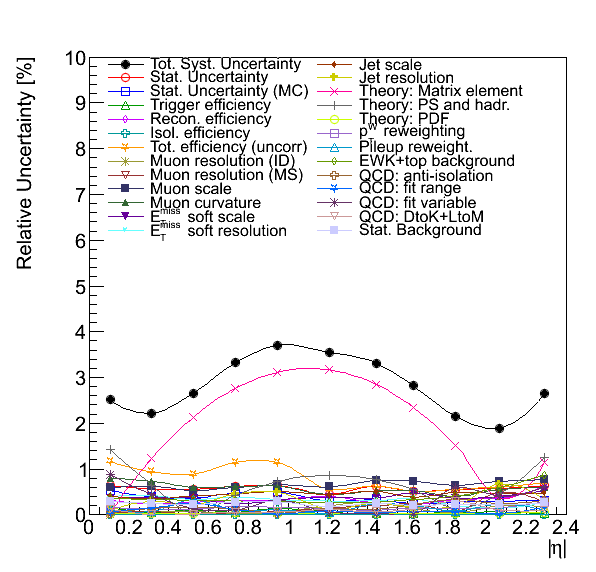 Relative Uncertainty [%]
10
9
8
7
6
5
4
3
2
1
0
Tot. Syst. Uncertainty
Stat. Uncertainty
Stat. Uncertainty (MC)
Trigger efficiency
Recon. efficiency
Isol. efficiency
Tot. efficiency (uncorr)
Muon resolution (ID)
Muon resolution (MS)
Muon scale
Muon curvature
E_T^miss soft scale
E_T^miss soft resolution
Jet scale
Jet resolution
Theory: Matrix element
Theory: PS and hadr.
Theory: PDF
p_T^W reweighting
Pileup reweight.
EWK+top background
QCD: anti-isolation
QCD: fit range
QCD: fit variable
QCD: DtoK+LtoM
Stat. Background
0 0.2 0.4 0.6 0.8 1 1.2 1.4 1.6 1.8 2 2.2 2.4
|η|